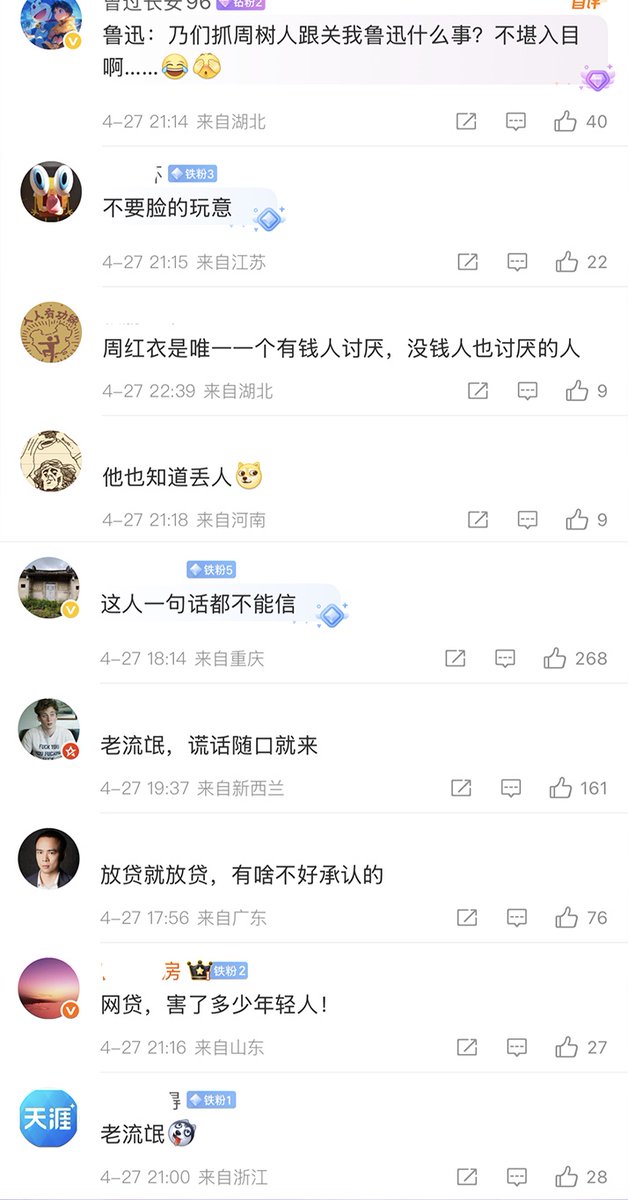 曾过长安96 钻粉2
鲁迅：乃们抓周树人跟关我鲁迅什么事？不堪入目
啊……😂🫣
4-27 21:14 来自湖北
40
铁粉3
不要脸的玩意
4-27 21:15 来自江苏
22
人人有功练
周红衣是唯一一个有钱人讨厌，没钱人也讨厌的人
4-27 22:39 来自湖北
9
他也知道丢人
4-27 21:18 来自河南
9
铁粉5
这人一句话都不能信
4-27 18:14 来自重庆
268
老流氓，谎话随口就来
4-27 19:37 来自新西兰
161
放贷就放贷，有啥不好承认的
4-27 17:56 来自广东
76
房 铁粉2
网贷，害了多少年轻人！
4-27 21:16 来自山东
27
铁粉1
天涯
老流氓
4-27 21:00 来自浙江
28